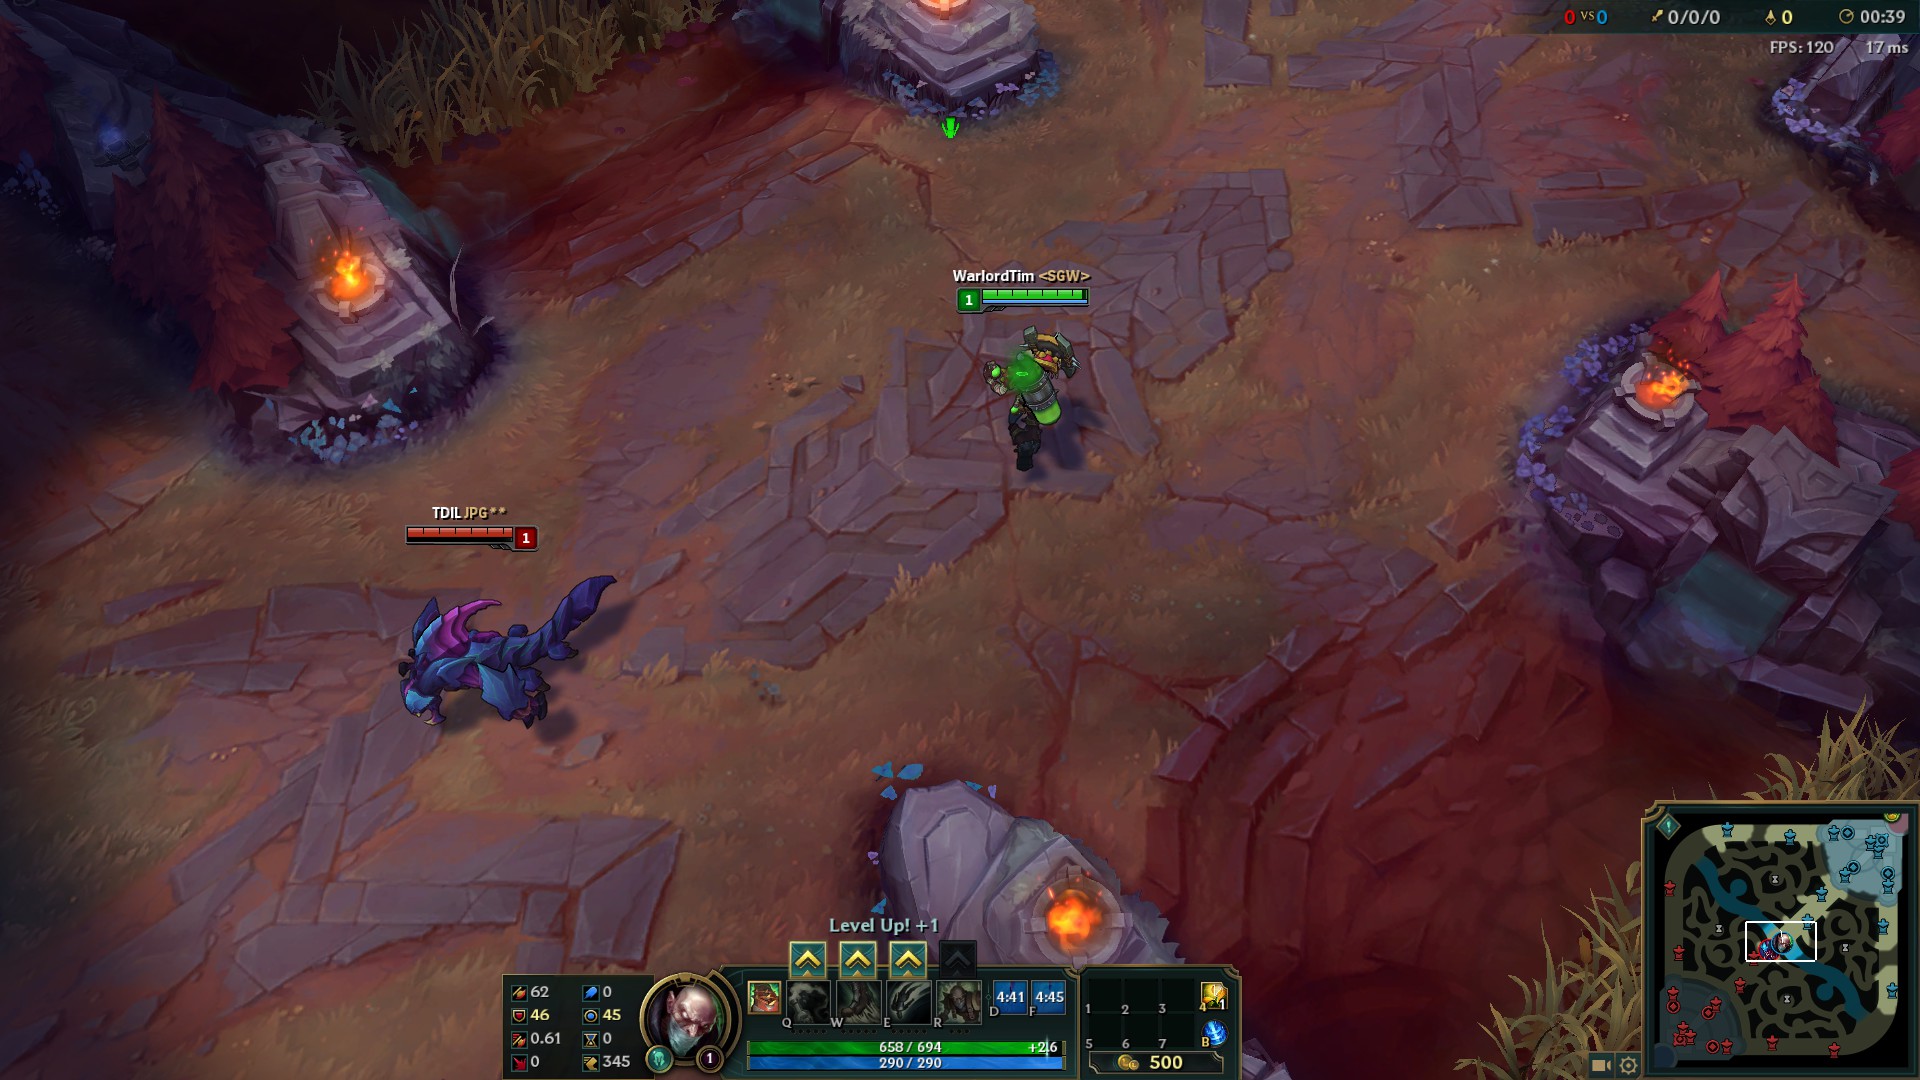 0 VS 0 0/0/0 0 00:39
FPS: 120 17 ms
WarlordTim <SGW>
1
TDIL JPG**
1
Level Up! +1
62 0
46 45
0.61 0
0 345
1
Q W E R
4:41 D 4:45 F
658 / 694 +2.6
290 / 290
1 2 3 4 1
5 6 7 B
500